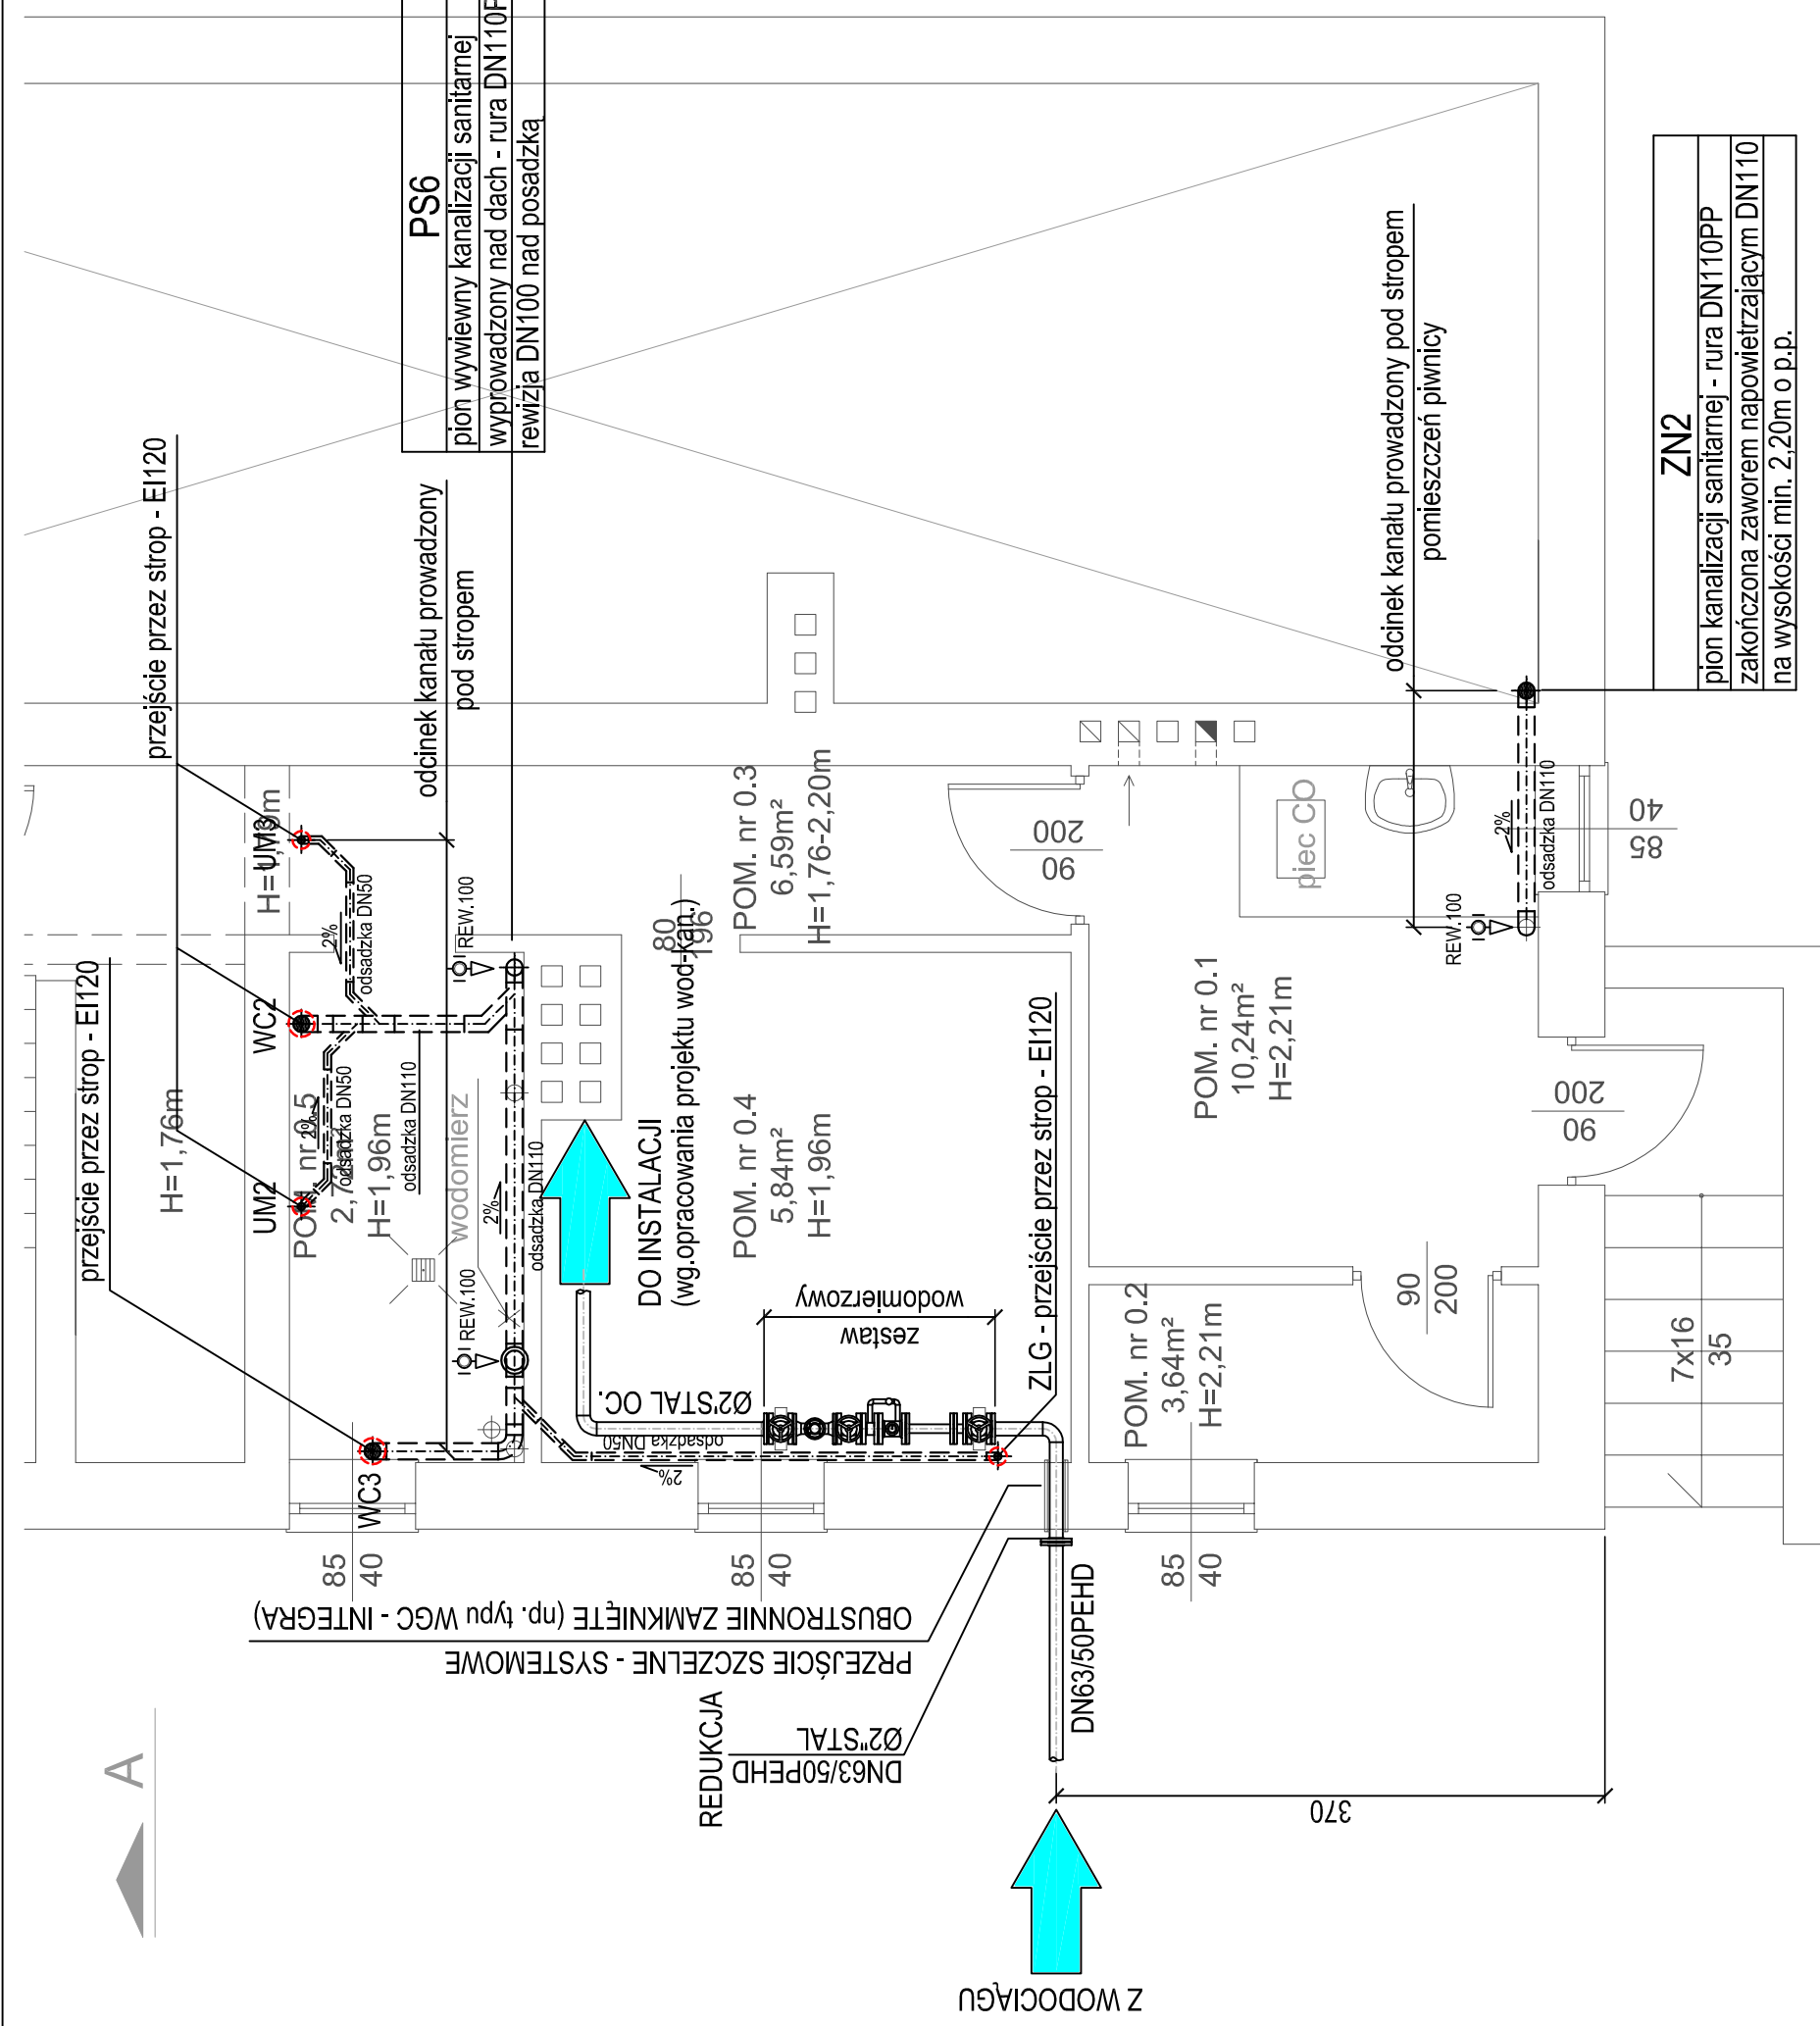 A
przejście przez strop - EI120
przejście przez strop - EI120
H=1,76m
UM3
WC2
UM2
WC3
POM. nr 0.5
H=1,96m
2%
odsadzka DN50
2%
odsadzka DN50
odsadzka DN110
wodomierz
odcinek kanału prowadzony
pod stropem
REW.100
REW.100
2%
odsadzka DN110
PS6
pion wywiewny kanalizacji sanitarnej
wyprowadzony nad dach - rura DN110
rewizja DN100 nad posadzką
DO INSTALACJI
(wg.opracowania projektu wod-kan.)
80
196
POM. nr 0.3
6,59m²
H=1,76-2,20m
POM. nr 0.4
5,84m²
H=1,96m
zestaw
wodomierzowy
Ø2"STAL OC.
odsadzka DN50
2%
ZLG - przejście przez strop - EI120
90
200
piec CO
POM. nr 0.1
10,24m²
H=2,21m
POM. nr 0.2
3,64m²
H=2,21m
90
200
90
200
7x16
35
85
40
85
40
85
40
85
40
odcinek kanału prowadzony pod stropem
pomieszczeń piwnicy
REW.100
2%
odsadzka DN110
ZN2
pion kanalizacji sanitarnej - rura DN110PP
zakończona zaworem napowietrzającym DN110
na wysokości min. 2,20m o p.p.
PRZEJŚCIE SZCZELNE - SYSTEMOWE
OBUSTRONNIE ZAMKNIĘTE (np. typu WGC - INTEGRA)
REDUKCJA
DN63/50PEHD
Ø2"STAL
DN63/50PEHD
370
Z WODOCIĄGU